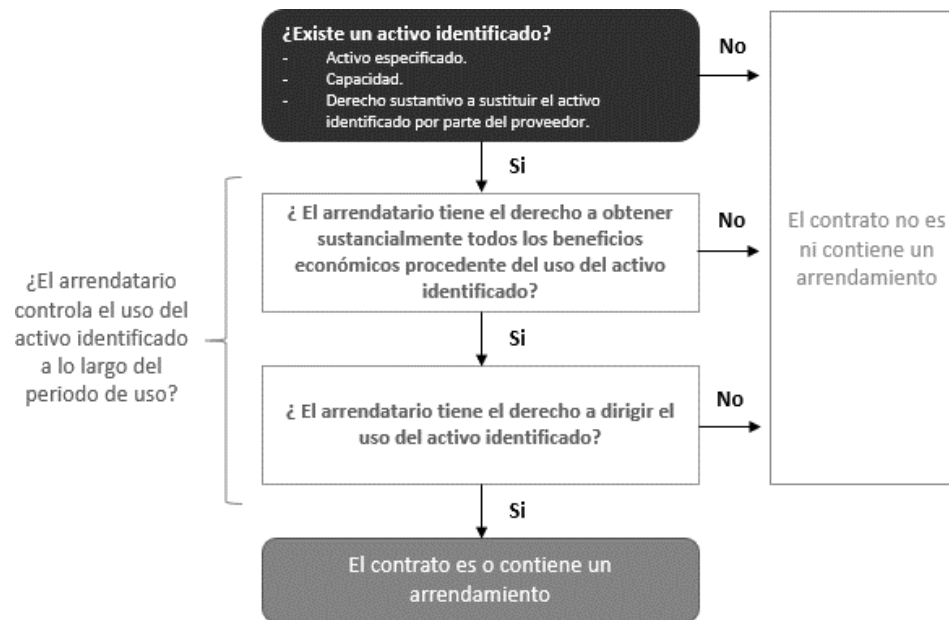 ¿Existe un activo identificado?
- Activo especificado.
- Capacidad.
- Derecho sustantivo a sustituir el activo
identificado por parte del proveedor.
No
Si
¿ El arrendatario tiene el derecho a obtener
sustancialmente todos los beneficios
económicos procedente del uso del activo
identificado?
No
El contrato no es
ni contiene un
arrendamiento
¿El arrendatario
controla el uso del
activo identificado
a lo largo del
periodo de uso?
Si
¿ El arrendatario tiene el derecho a dirigir el
uso del activo identificado?
No
Si
El contrato es o contiene un
arrendamiento